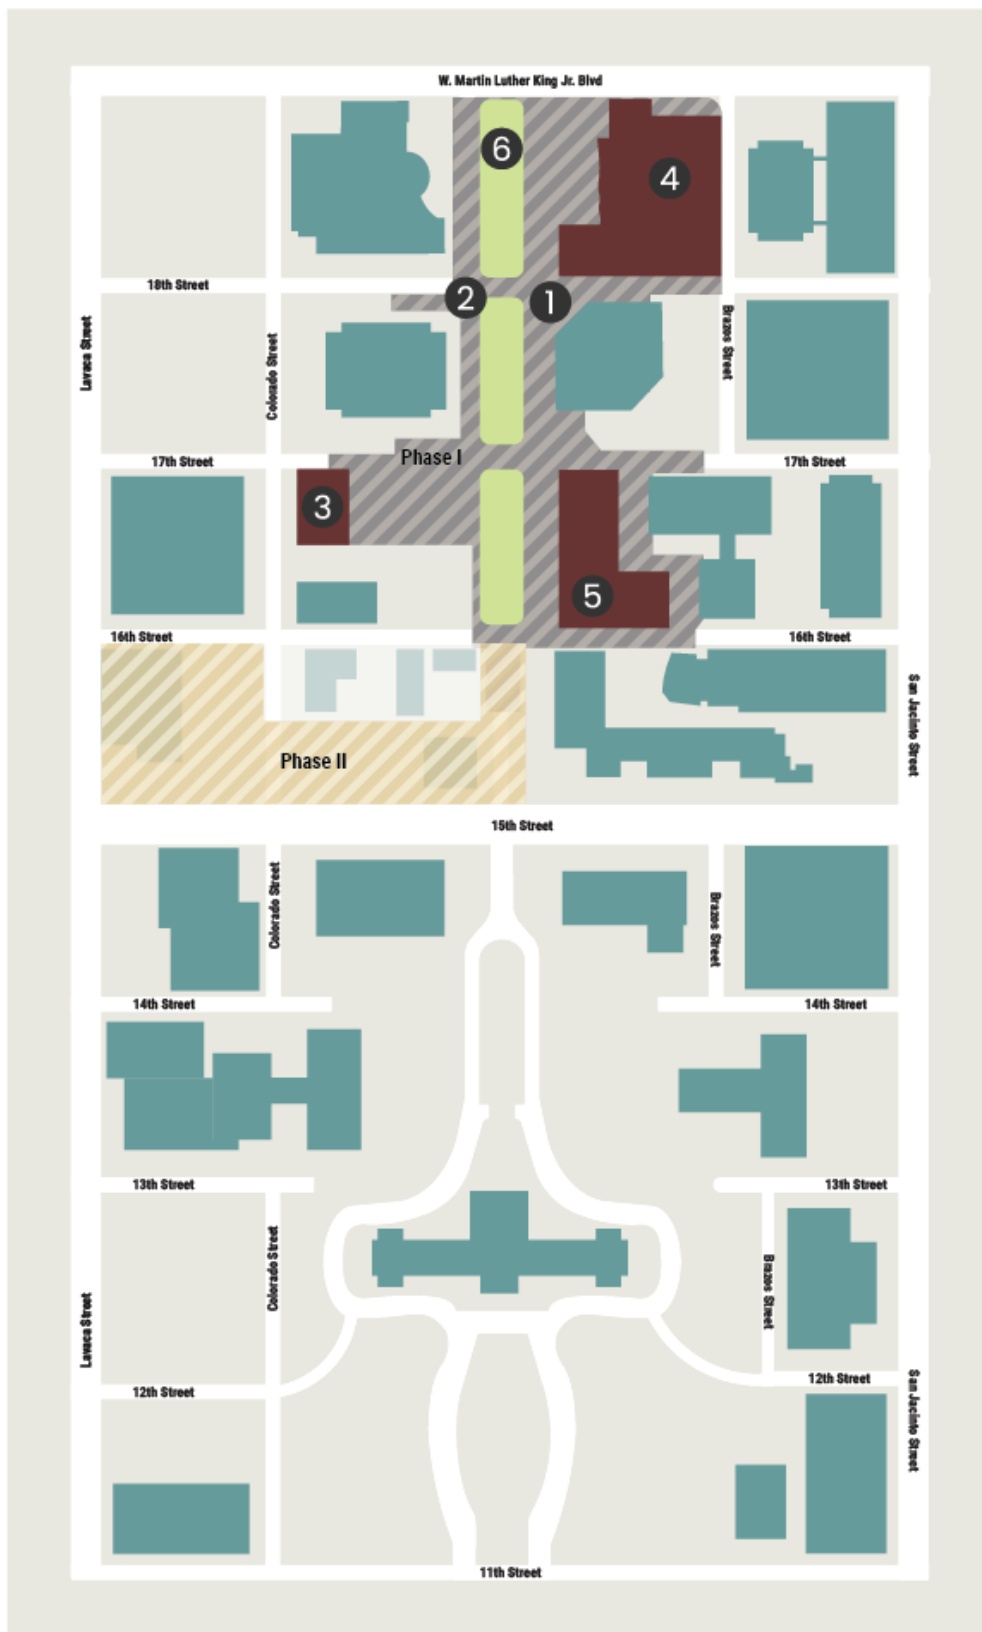 W. Martin Luther King Jr. Blvd
6
4
18th Street
2
1
Lavaca Street
Colorado Street
Brazos Street
17th Street
Phase I
17th Street
3
5
16th Street
16th Street
San Jacinto Street
Phase II
15th Street
Colorado Street
Brazos Street
14th Street
14th Street
13th Street
13th Street
Colorado Street
Brazos Street
Lavaca Street
12th Street
12th Street
San Jacinto Street
11th Street